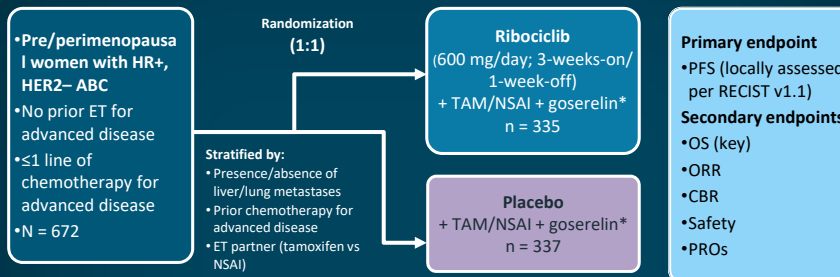 •Pre/perimenopausa
l women with HR+,
HER2– ABC
•No prior ET for
advanced disease
•≤1 line of
chemotherapy for
advanced disease
•N = 672
Randomization
(1:1)
Stratified by:
•Presence/absence of
liver/lung metastases
•Prior chemotherapy for
advanced disease
•ET partner (tamoxifen vs
NSAI)
Ribociclib
(600 mg/day; 3-weeks-on/
1-week-off)
+ TAM/NSAI + goserelin*
n = 335
Placebo
+ TAM/NSAI + goserelin*
n = 337
Primary endpoint
•PFS (locally assessed
per RECIST v1.1)
Secondary endpoints
•OS (key)
•ORR
•CBR
•Safety
•PROs